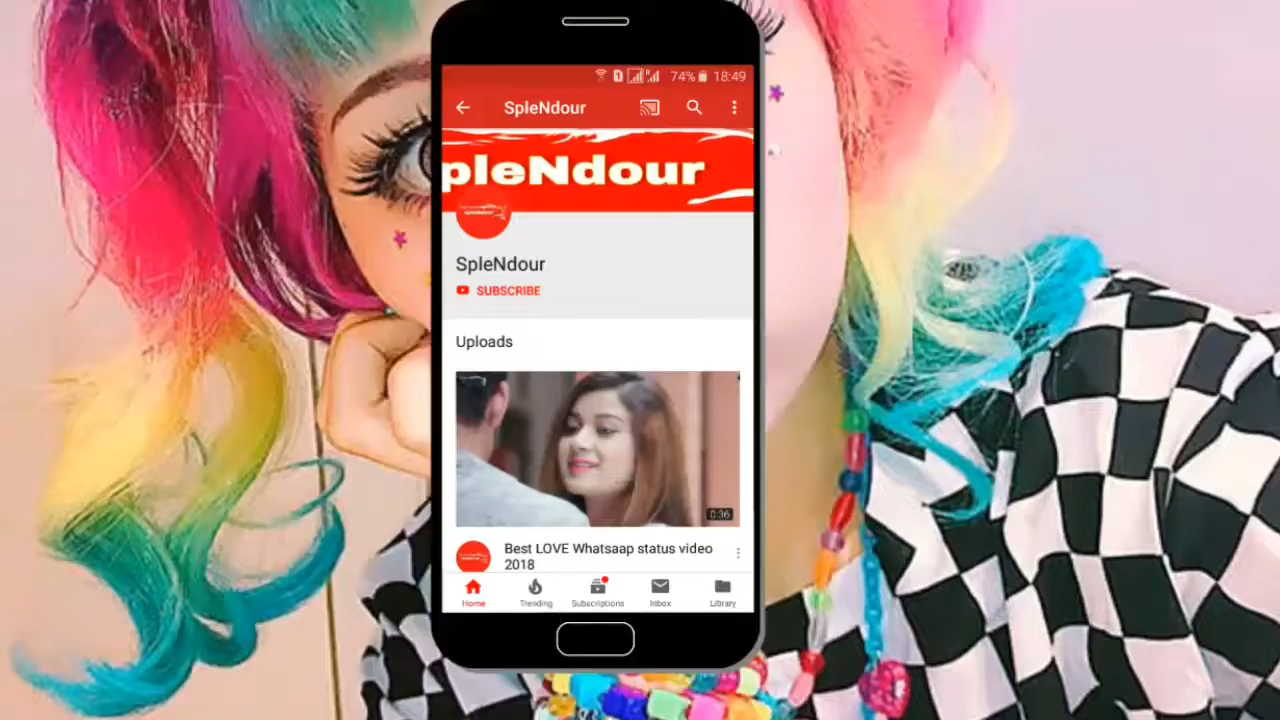 74% 18:49
SpleNdour
pleNdour
SpleNdour
SUBSCRIBE
Uploads
0:36
Best LOVE Whatsaap status video
2018
Home Trending Subscriptions Inbox Library